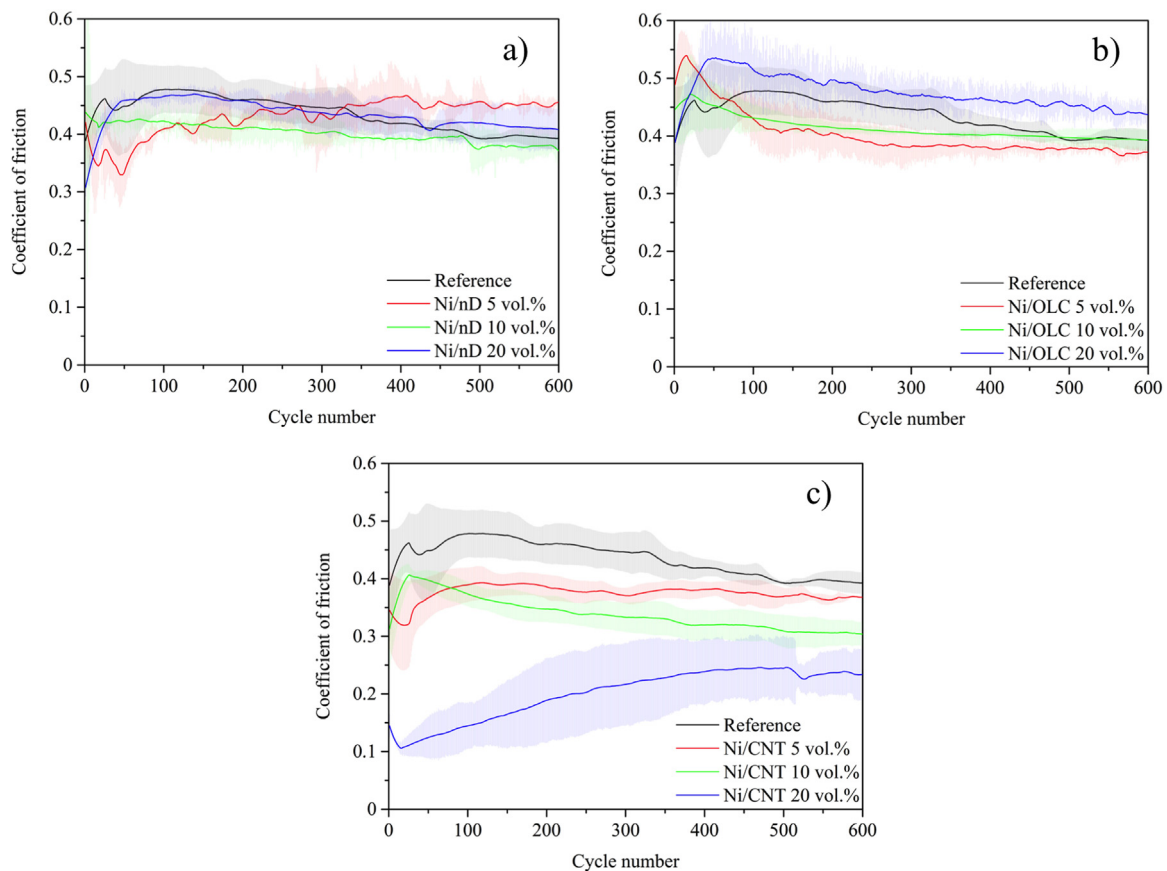 a)
0.6
0.5
0.4
0.3
0.2
0.1
0
Coefficient of friction
Reference
Ni/nD 5 vol.%
Ni/nD 10 vol.%
Ni/nD 20 vol.%
0 100 200 300 400 500 600
Cycle number
b)
0.6
0.5
0.4
0.3
0.2
0.1
0
Coefficient of friction
Reference
Ni/OLC 5 vol.%
Ni/OLC 10 vol.%
Ni/OLC 20 vol.%
0 100 200 300 400 500 600
Cycle number
c)
0.6
0.5
0.4
0.3
0.2
0.1
0
Coefficient of friction
Reference
Ni/CNT 5 vol.%
Ni/CNT 10 vol.%
Ni/CNT 20 vol.%
0 100 200 300 400 500 600
Cycle number